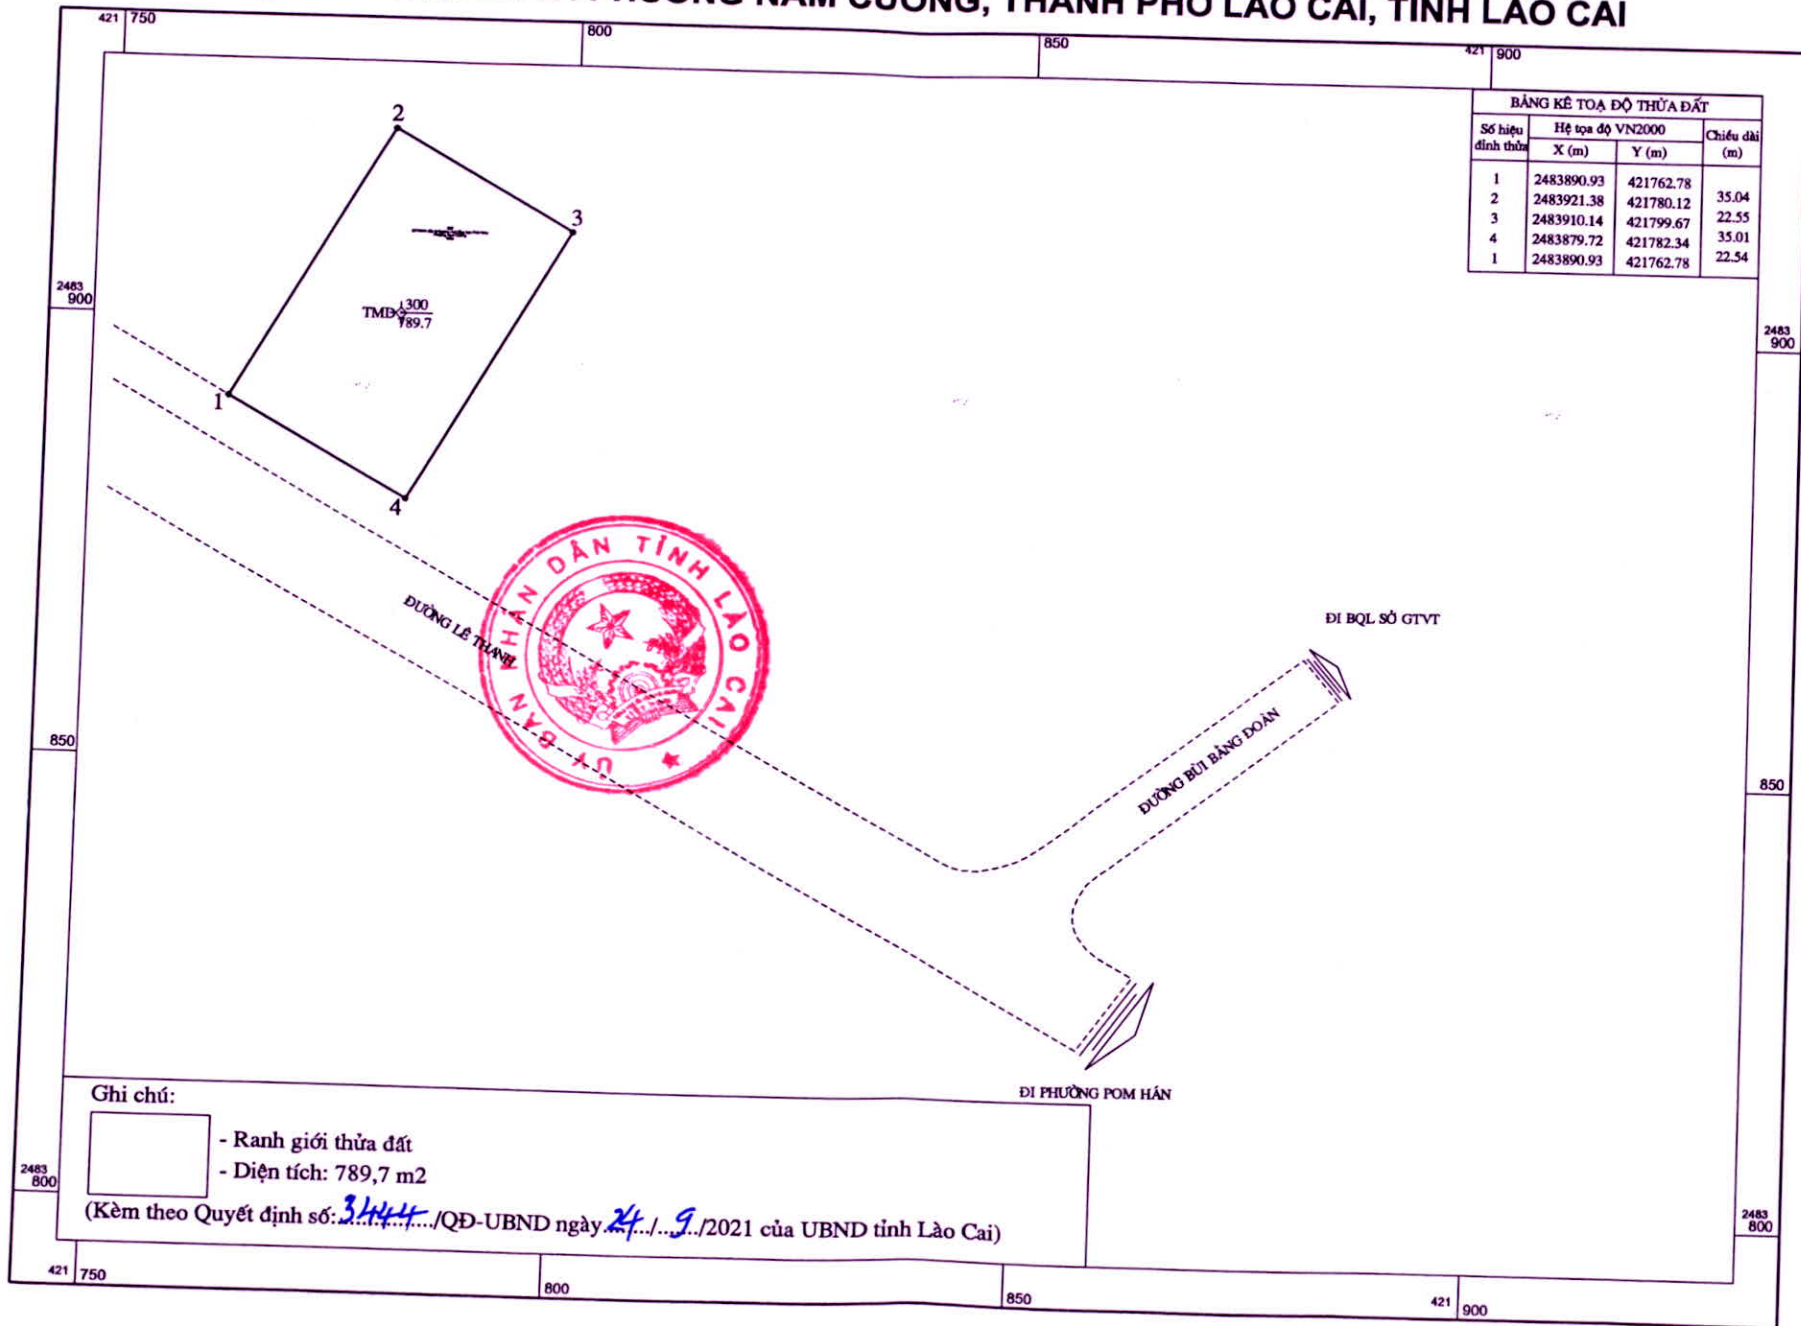 NAM CƯỜNG, THÀNH PHỐ LÀO CAI, TỈNH LÀO CAI
421 750
800
850
421 900
BẢNG KÊ TOẠ ĐỘ THỬA ĐẤT
Số hiệu đỉnh thửa
Hệ tọa độ VN2000
Chiều dài (m)
X (m) Y (m)
1 2483890.93 421762.78
35.04
2 2483921.38 421780.12
22.55
3 2483910.14 421799.67
35.01
4 2483879.72 421782.34
22.54
1 2483890.93 421762.78
2
3
2483 900
TMD 1300
789.7
2483 900
1
4
ỦY BAN NHÂN DÂN TỈNH LÀO CAI
ĐƯỜNG LÊ THANH
ĐI BQL SỞ GTVT
ĐƯỜNG BÙI BẰNG ĐOÀN
850
850
ĐI PHƯỜNG POM HÁN
Ghi chú:
- Ranh giới thửa đất
- Diện tích: 789,7 m2
(Kèm theo Quyết định số:3444/QĐ-UBND ngày 24/9/2021 của UBND tỉnh Lào Cai)
2483 800
2483 800
421 750
800
850
421 900